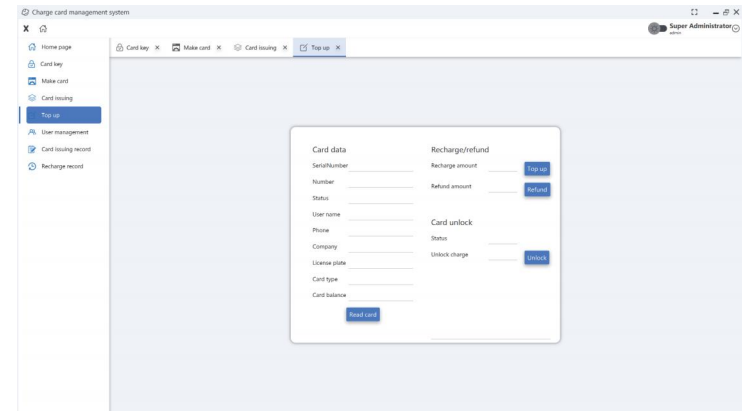 Charge card management system
Super Administrator
admin
Home page
Card key
Make card
Card issuing
Top up
User management
Card issuing record
Recharge record
Card key
Make card
Card issuing
Top up
Card data
SerialNumber
Number
Status
User name
Phone
Company
License plate
Card type
Card balance
Read card
Recharge/refund
Recharge amount
Top up
Refund amount
Refund
Card unlock
Status
Unlock charge
Unlock